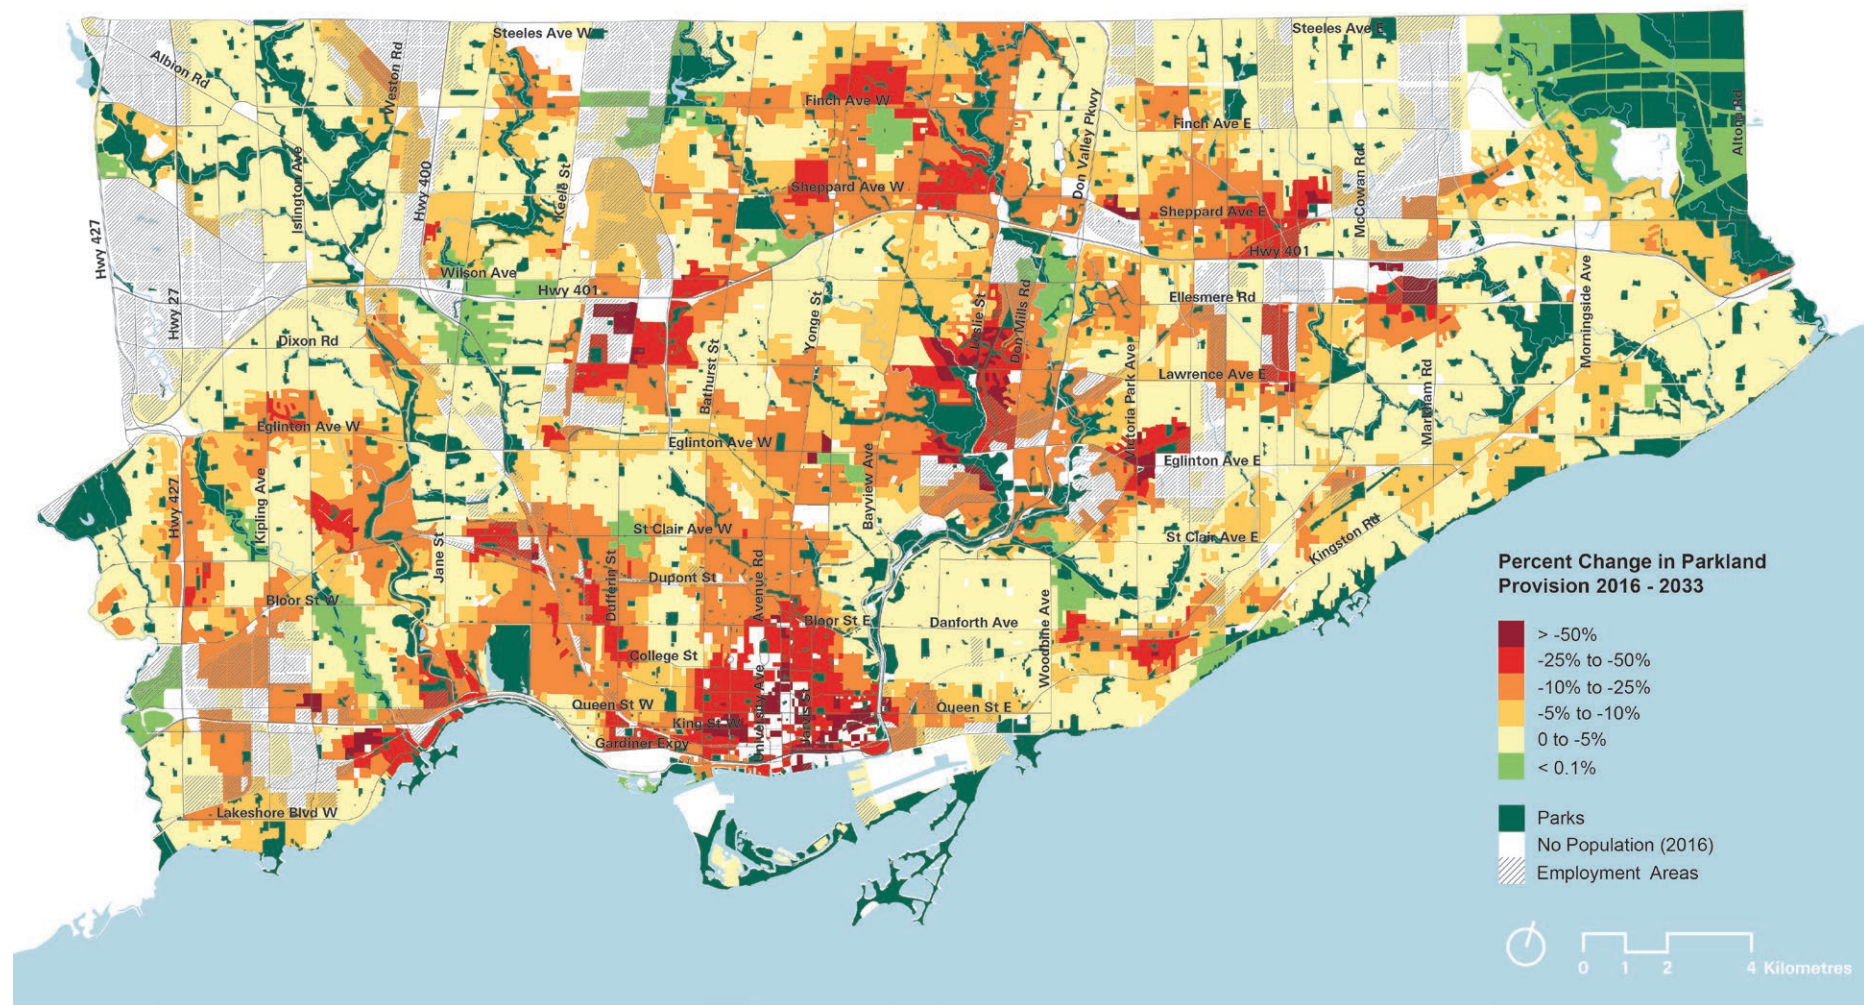 Steeles Ave W
Steeles Ave E
Albion Rd
Weston Rd
Finch Ave W
Finch Ave E
Don Valley Pkwy
Altona Rd
Islington Ave
Hwy 400
Keele St
Sheppard Ave W
Sheppard Ave E
McCowan Rd
Hwy 427
Wilson Ave
Hwy 401
Hwy 401
Hwy 27
Ellesmere Rd
Yonge St
Leslie St
Don Mills Rd
Morningside Ave
Dixon Rd
Bathurst St
Victoria Park Ave
Lawrence Ave E
Markham Rd
Eglinton Ave W
Eglinton Ave W
Eglinton Ave E
Hwy 427
Kipling Ave
Bayview Ave
St Clair Ave W
St Clair Ave E
Kingston Rd
Jane St
Dufferin St
Dupont St
Avenue Rd
Bloor St W
Bloor St E
Danforth Ave
Woodbine Ave
College St
University Ave
Jarvis St
Queen St W
Queen St E
King St W
Gardiner Expy
Lakeshore Blvd W
Percent Change in Parkland
Provision 2016 - 2033
> -50%
-25% to -50%
-10% to -25%
-5% to -10%
0 to -5%
< 0.1%
Parks
No Population (2016)
Employment Areas
0 1 2 4 Kilometres